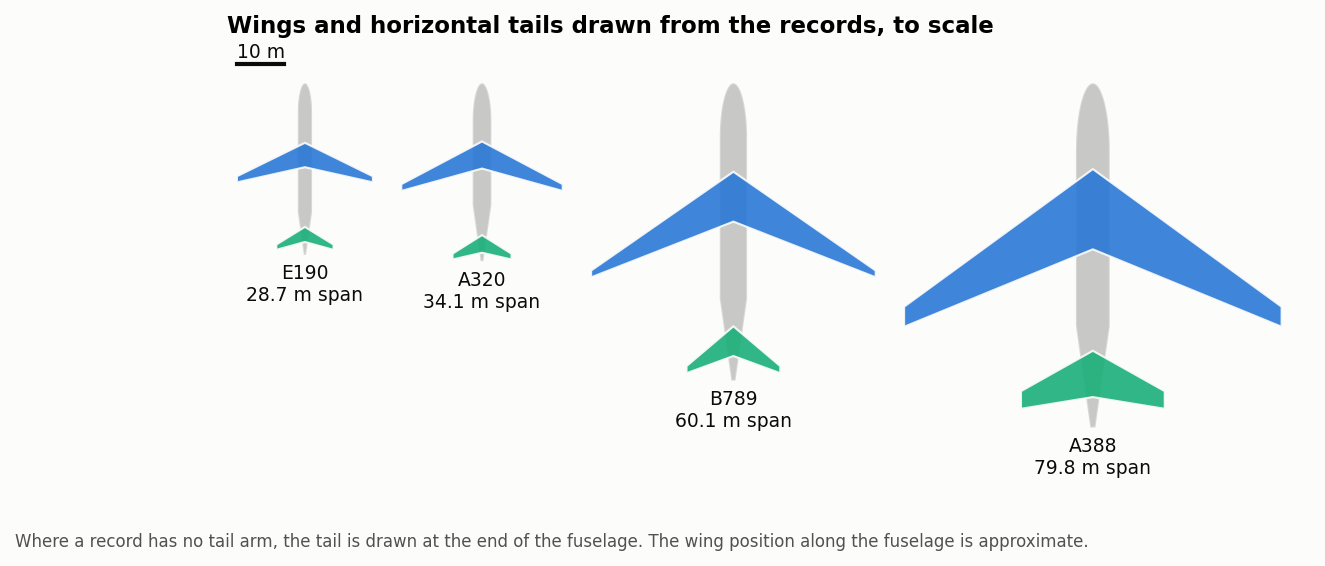 Wings and horizontal tails drawn from the records, to scale
10 m
E190
28.7 m span
A320
34.1 m span
B789
60.1 m span
A388
79.8 m span
Where a record has no tail arm, the tail is drawn at the end of the fuselage. The wing position along the fuselage is approximate.